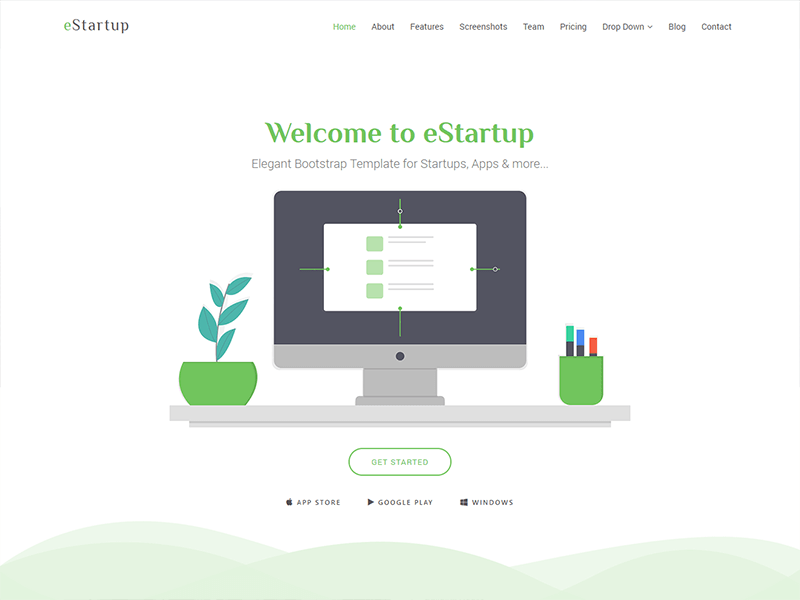 eStartup
Home About Features Screenshots Team Pricing Drop Down Blog Contact
Welcome to eStartup
Elegant Bootstrap Template for Startups, Apps & more...
GET STARTED
APP STORE GOOGLE PLAY WINDOWS